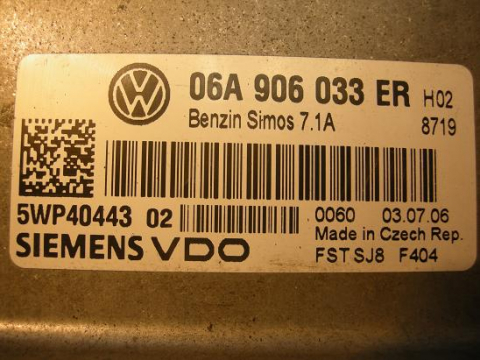 06A 906 033 ER H02
Benzin Simos 7.1A 8719
5WP40443 02 0060 03.07.06
Made in Czech Rep.
SIEMENS VDO FST SJ8 F404